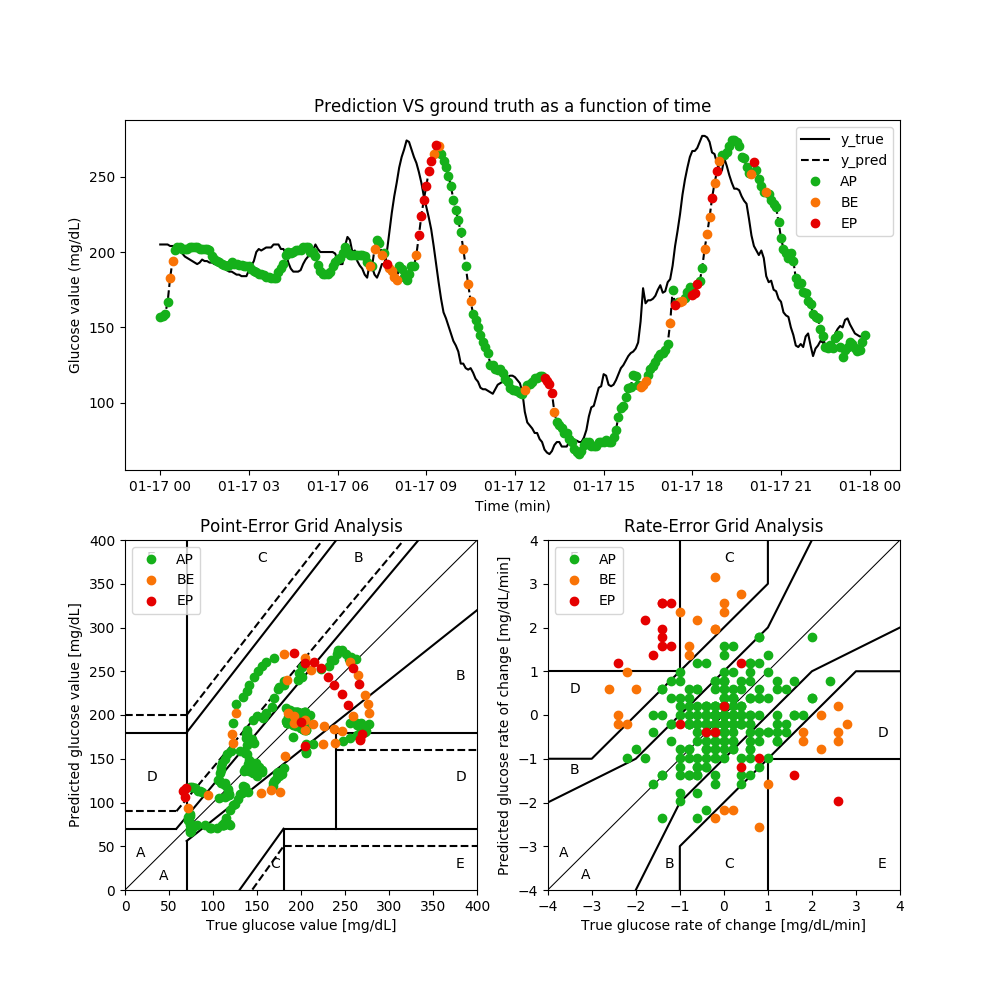 Prediction VS ground truth as a function of time
Glucose value (mg/dL)
250
200
150
100
y_true
y_pred
AP
BE
EP
01-17 00 01-17 03 01-17 06 01-17 09 01-17 12 01-17 15 01-17 18 01-17 21 01-18 00
Time (min)
Point-Error Grid Analysis
Predicted glucose value [mg/dL]
400
350
300
250
200
150
100
50
0
AP
BE
EP
C B
B
D D
A
A
C E
0 50 100 150 200 250 300 350 400
True glucose value [mg/dL]
Rate-Error Grid Analysis
Predicted glucose rate of change [mg/dL/min]
4
3
2
1
0
−1
−2
−3
−4
AP
BE
EP
C
D
D
B
A
A
B C E
−4 −3 −2 −1 0 1 2 3 4
True glucose rate of change [mg/dL/min]